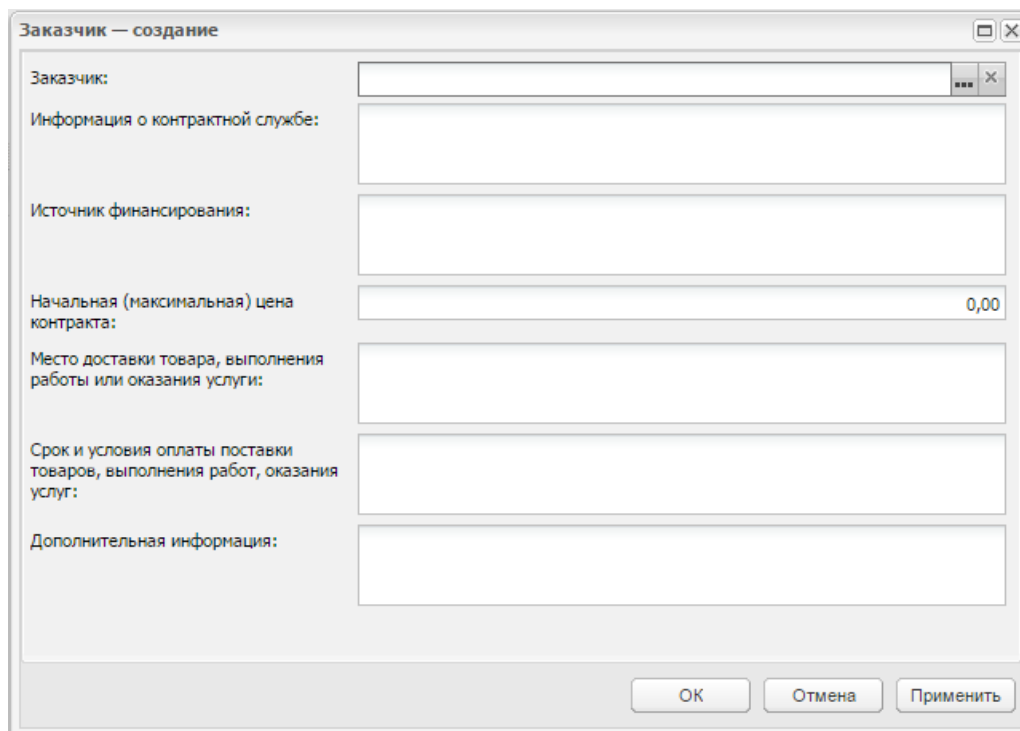 Заказчик — создание
Заказчик:
Информация о контрактной службе:
Источник финансирования:
Начальная (максимальная) цена
контракта:
0,00
Место доставки товара, выполнения
работы или оказания услуги:
Срок и условия оплаты поставки
товаров, выполнения работ, оказания
услуг:
Дополнительная информация:
ОК Отмена Применить